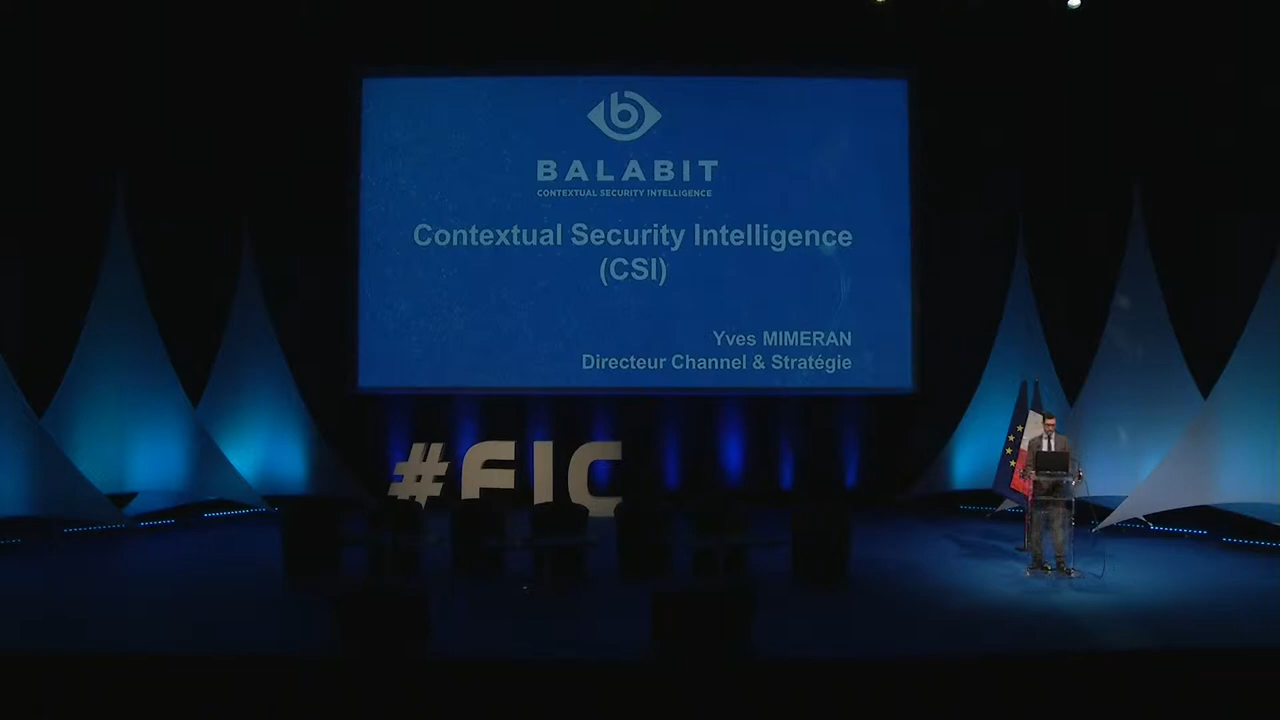 BALABIT
CONTEXTUAL SECURITY INTELLIGENCE
Contextual Security Intelligence
(CSI)
Yves MIMERAN
Directeur Channel & Stratégie
#FIC